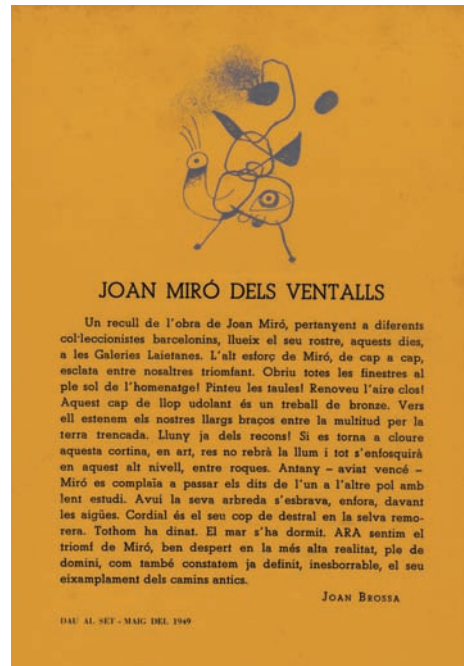 JOAN MIRÓ DELS VENTALLS
Un recull de l'obra de Joan Miró, pertanyent a diferents
col·leccionistes barcelonins, llueix el seu rostre, aquests dies,
a les Galeries Laietanes. L'alt esforç de Miró, de cap a cap,
esclata entre nosaltres triomfant. Obriu totes les finestres al
ple sol de l'homenatge! Pinteu les taules! Renoveu l'aire clos!
Aquest cap de llop udolant és un treball de bronze. Vers
ell estenem els nostres llargs braços entre la multitud per la
terra trencada. Lluny ja dels recons! Si es torna a cloure
aquesta cortina, en art, res no rebrà la llum i tot s'enfosquirà
en aquest alt nivell, entre roques. Antany – aviat vencé –
Miró es complaïa a passar els dits de l'un a l'altre pol amb
lent estudi. Avui la seva arbreda s'esbrava, enfora, davant
les aigües. Cordial és el seu cop de destral en la selva remo-
rera. Tothom ha dinat. El mar s'ha dormit. ARA sentim el
triomf de Miró, ben despert en la més alta realitat, ple de
domini, com també constatem ja definit, inesborrable, el seu
eixamplament dels camins antics.
JOAN BROSSA
DAU AL SET - MAIG DEL 1949